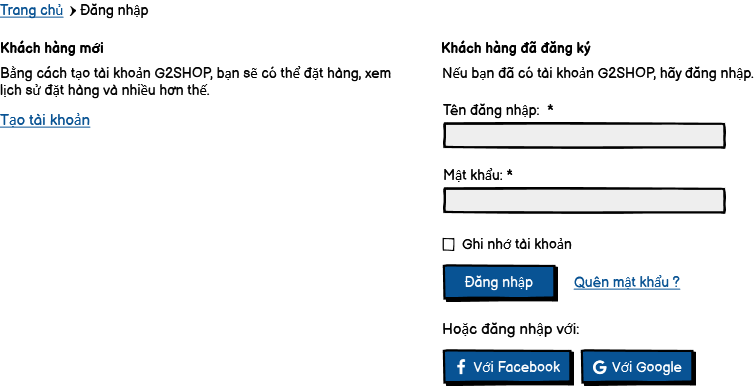 Trang chủ > Đăng nhập
Khách hàng mới
Bằng cách tạo tài khoản G2SHOP, bạn sẽ có thể đặt hàng, xem
lịch sử đặt hàng và nhiều hơn thế.
Tạo tài khoản
Khách hàng đã đăng ký
Nếu bạn đã có tài khoản G2SHOP, hãy đăng nhập.
Tên đăng nhập: *
Mật khẩu: *
Ghi nhớ tài khoản
Đăng nhập
Quên mật khẩu ?
Hoặc đăng nhập với:
Với Facebook
Với Google